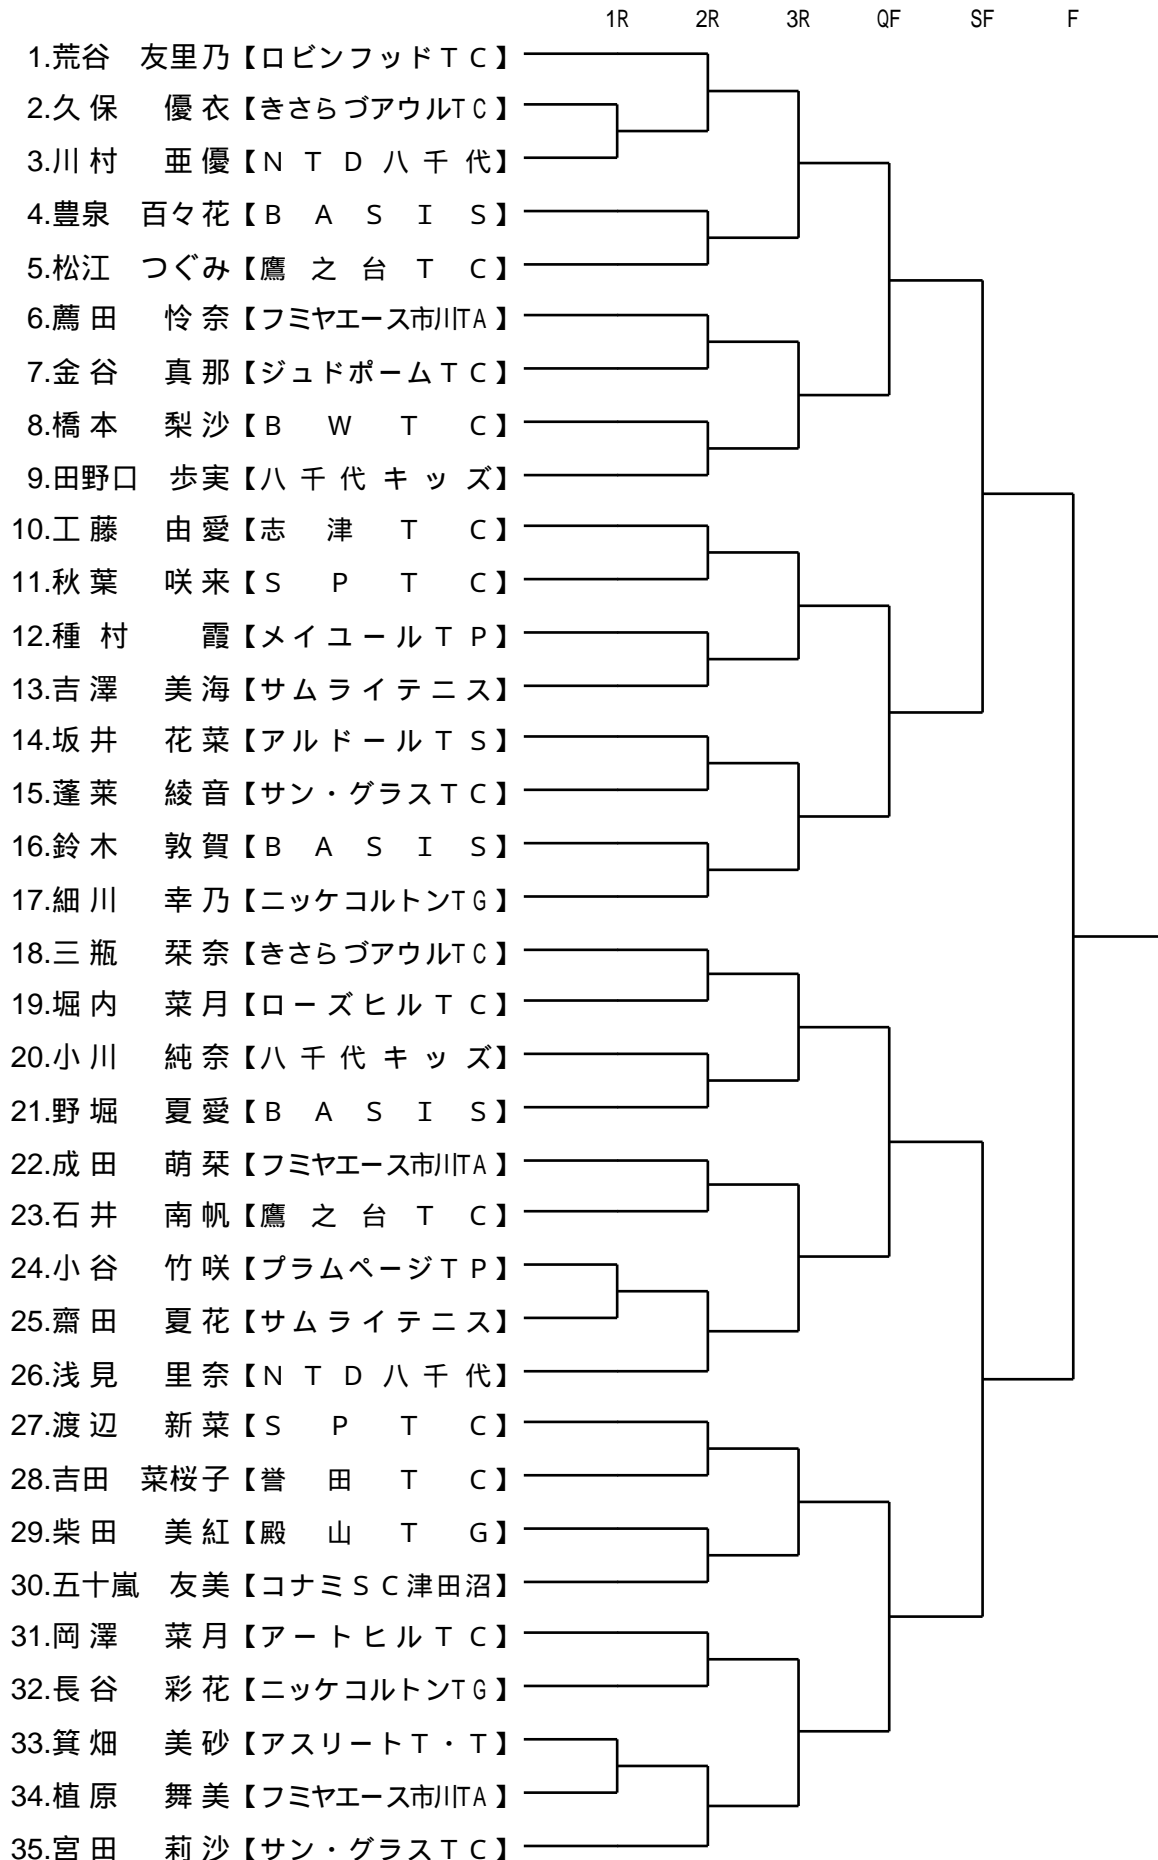 1R 2R 3R QF SF F
1.荒谷 友里乃【ロビンフッドＴＣ】
2.久保 優衣【きさらづアウルTC】
3.川村 亜優【ＮＴＤ八千代】
4.豊泉 百々花【ＢＡＳＩＳ】
5.松江 つぐみ【鷹之台ＴＣ】
6.薦田 怜奈【フミヤエース市川TA】
7.金谷 真那【ジュドポームＴＣ】
8.橋本 梨沙【ＢＷＴＣ】
9.田野口 歩実【八千代キッズ】
10.工藤 由愛【志津ＴＣ】
11.秋葉 咲来【ＳＰＴＣ】
12.種村 霞【メイユールＴＰ】
13.吉澤 美海【サムライテニス】
14.坂井 花菜【アルドールＴＳ】
15.蓬莱 綾音【サン・グラスＴＣ】
16.鈴木 敦賀【ＢＡＳＩＳ】
17.細川 幸乃【ニッケコルトンTG】
18.三瓶 栞奈【きさらづアウルTC】
19.堀内 菜月【ローズヒルＴＣ】
20.小川 純奈【八千代キッズ】
21.野堀 夏愛【ＢＡＳＩＳ】
22.成田 萌栞【フミヤエース市川TA】
23.石井 南帆【鷹之台ＴＣ】
24.小谷 竹咲【プラムページＴＰ】
25.齋田 夏花【サムライテニス】
26.浅見 里奈【ＮＴＤ八千代】
27.渡辺 新菜【ＳＰＴＣ】
28.吉田 菜桜子【誉田ＴＣ】
29.柴田 美紅【殿山ＴＧ】
30.五十嵐 友美【コナミＳＣ津田沼】
31.岡澤 菜月【アートヒルＴＣ】
32.長谷 彩花【ニッケコルトンTG】
33.箕畑 美砂【アスリートＴ・Ｔ】
34.植原 舞美【フミヤエース市川TA】
35.宮田 莉沙【サン・グラスＴＣ】